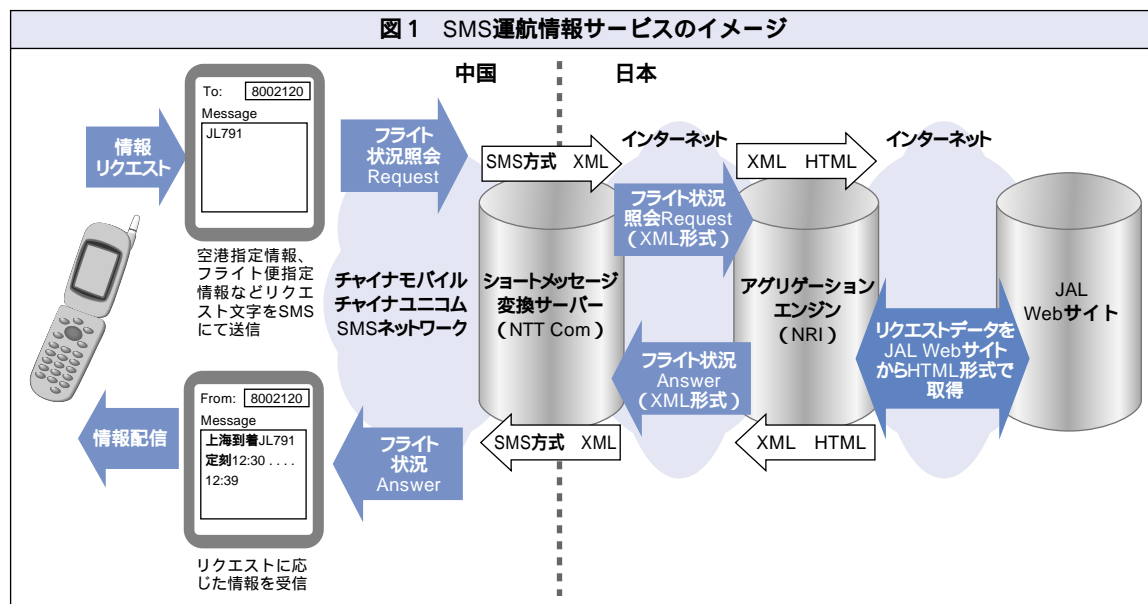 図1 SMS運航情報サービスのイメージ
中国
日本
To: 8002120
Message
JL791
情報
リクエスト
空港指定情報、
フライト便指定
情報などリクエ
スト文字をSMS
にて送信
フライト
状況照会
Request
チャイナモバイル
チャイナユニコム
SMSネットワーク
SMS方式 XML
ショートメッセージ
変換サーバー
(NTT Com)
インターネット
フライト状況
照会Request
(XML形式)
XML HTML
アグリゲーション
エンジン
(NRI)
インターネット
リクエストデータを
JAL Webサイト
からHTML形式で
取得
JAL
Webサイト
フライト状況
Answer
(XML形式)
XML HTML
SMS方式 XML
フライト
状況
Answer
From: 8002120
Message
上海到着JL791
定刻12:30 . . . .
12:39
情報配信
リクエストに応
じた情報を受信